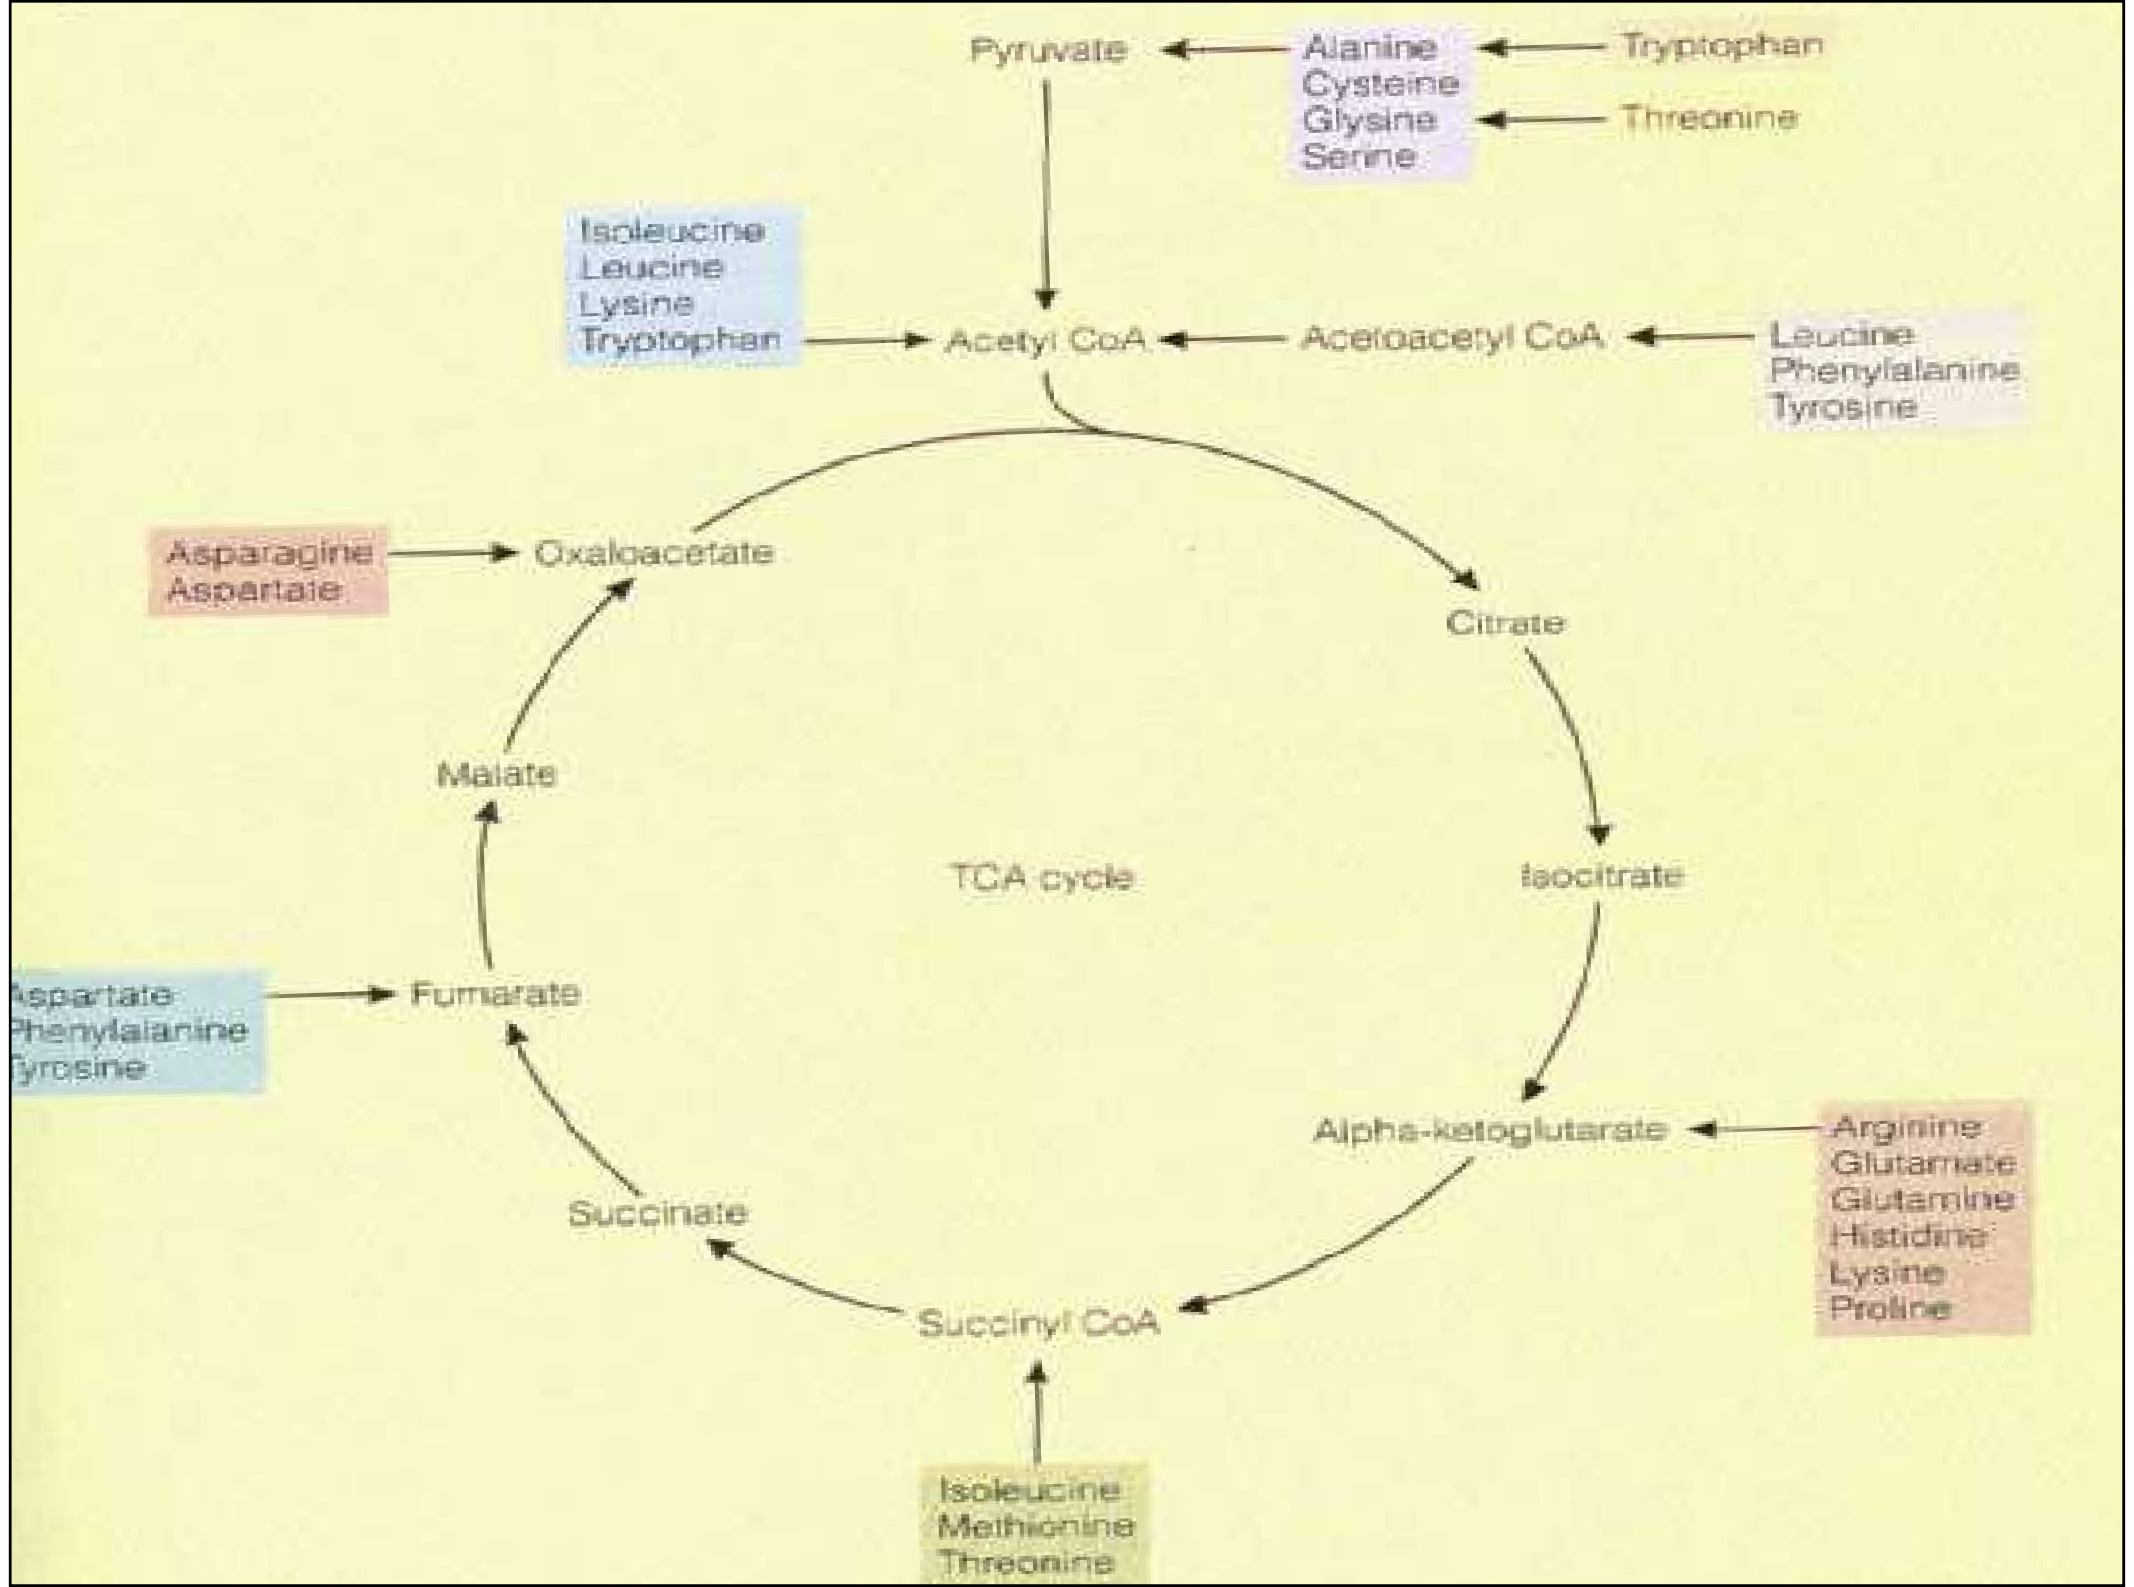 Pyruvate
Alanine
Cysteine
Glysine
Serine
Tryptophan
Threonine
Isoleucine
Leucine
Lysine
Tryptophan
Acetyl CoA
Acetoacetyl CoA
Leucine
Phenylalanine
Tyrosine
Asparagine
Aspartate
Oxaloacetate
Citrate
Malate
TCA cycle
Isocitrate
Aspartate
Phenylalanine
Tyrosine
Fumarate
Alpha-ketoglutarate
Arginine
Glutamate
Glutamine
Histidine
Lysine
Proline
Succinate
Succinyl CoA
Isoleucine
Methionine
Threonine